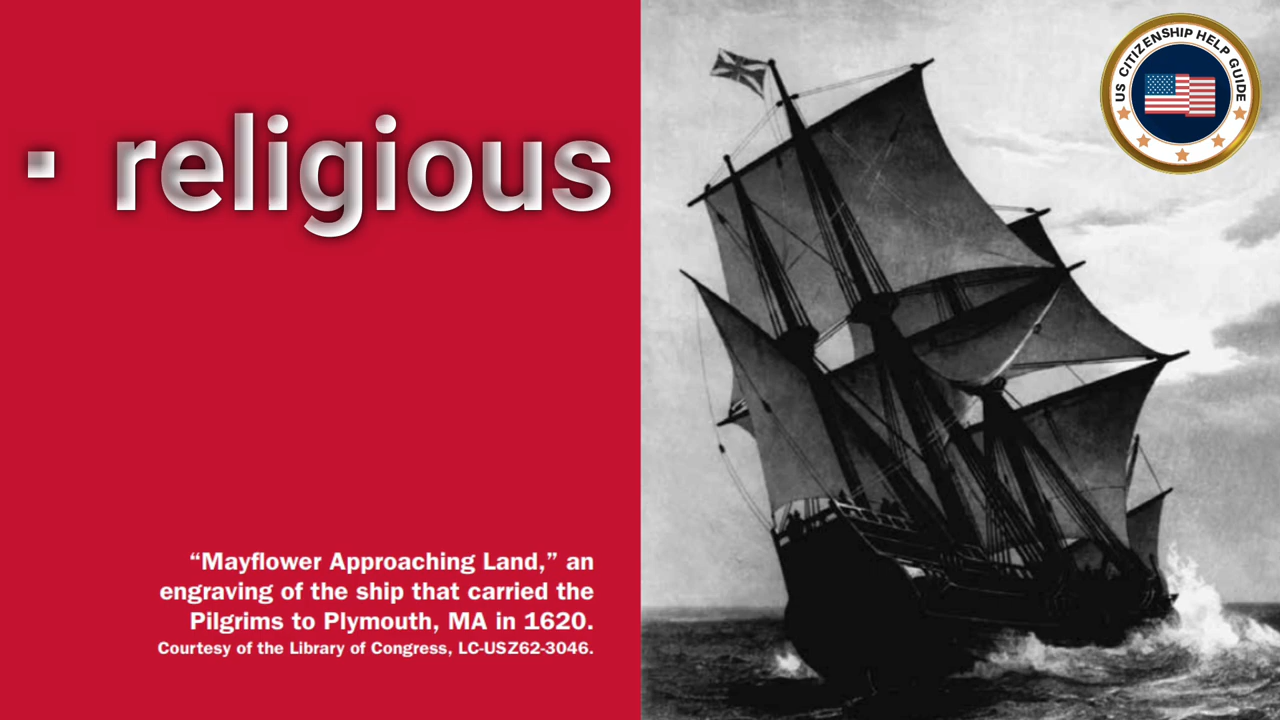 ▪ religious
“Mayflower Approaching Land,” an
engraving of the ship that carried the
Pilgrims to Plymouth, MA in 1620.
Courtesy of the Library of Congress, LC-USZ62-3046.
US CITIZENSHIP HELP GUIDE